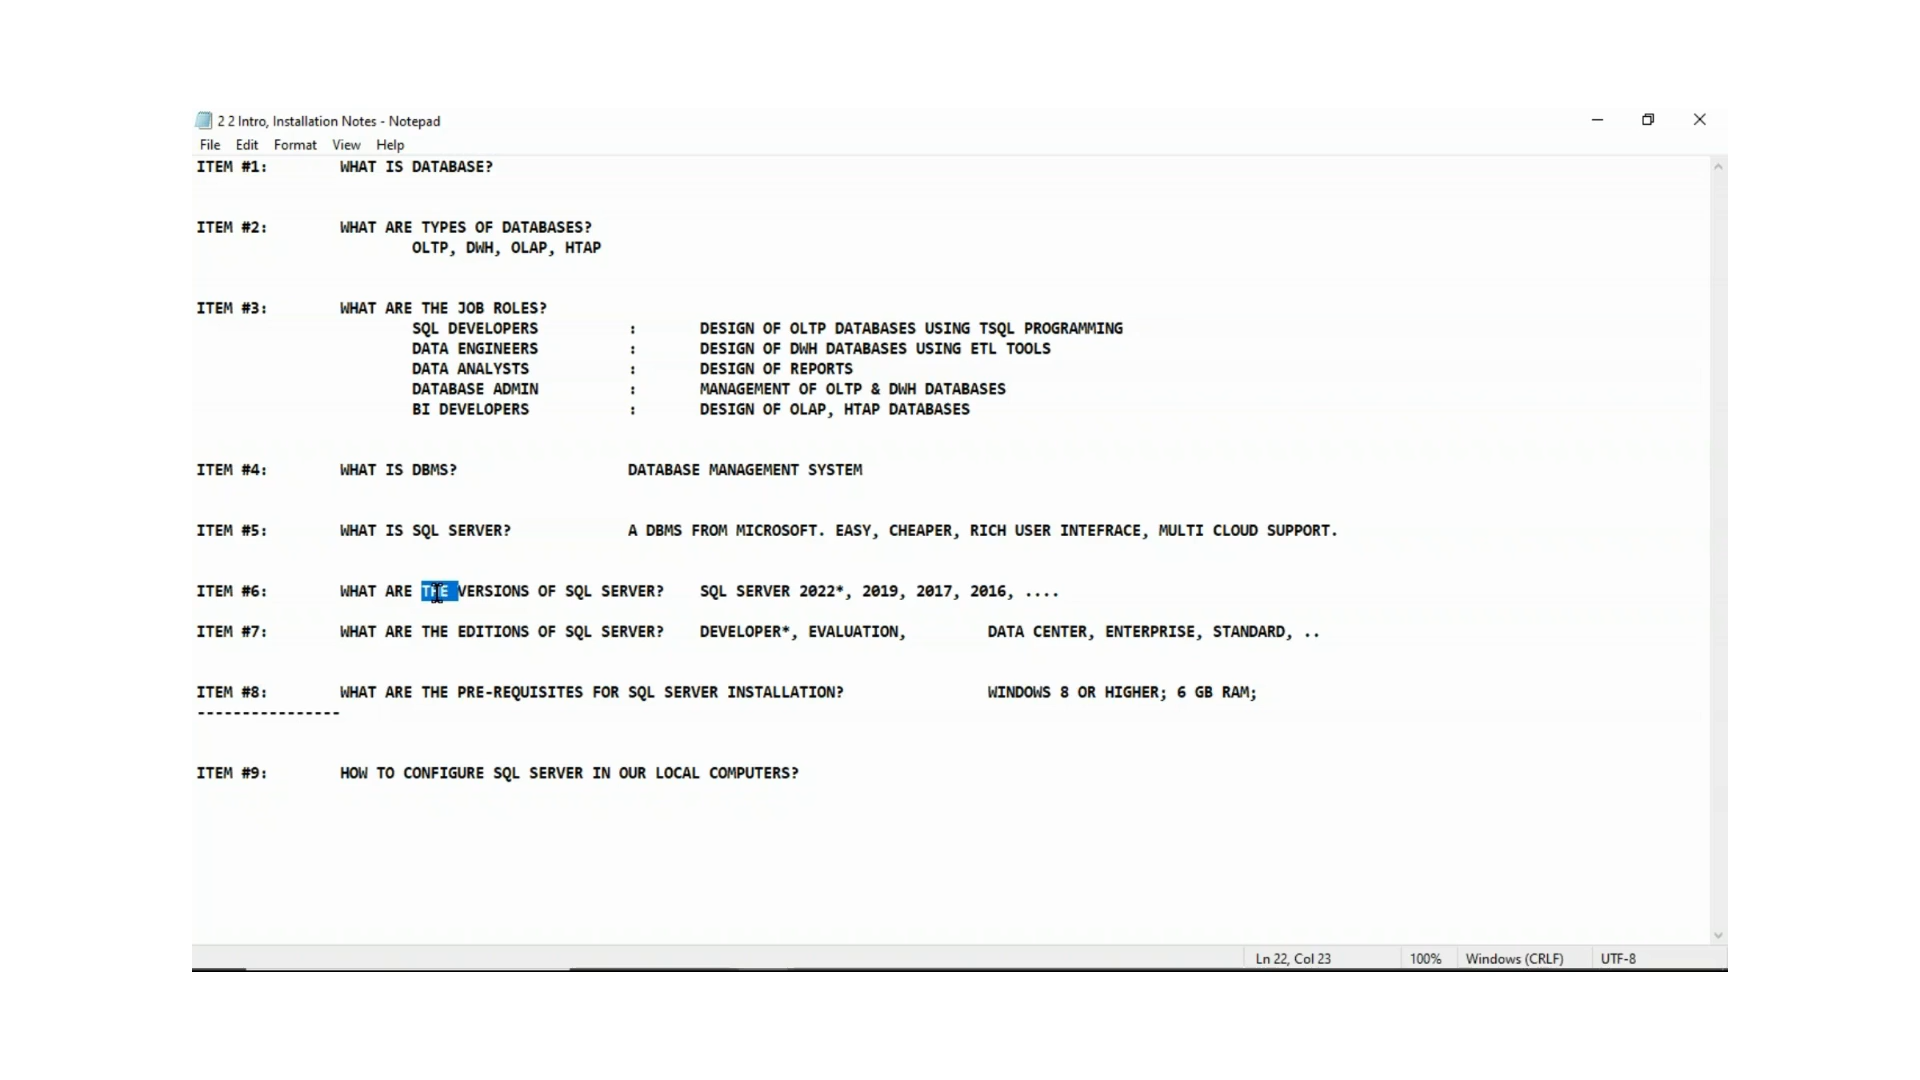 2 2 Intro, Installation Notes - Notepad
File Edit Format View Help
ITEM #1: WHAT IS DATABASE?
ITEM #2: WHAT ARE TYPES OF DATABASES?
OLTP, DWH, OLAP, HTAP
ITEM #3: WHAT ARE THE JOB ROLES?
SQL DEVELOPERS : DESIGN OF OLTP DATABASES USING TSQL PROGRAMMING
DATA ENGINEERS : DESIGN OF DWH DATABASES USING ETL TOOLS
DATA ANALYSTS : DESIGN OF REPORTS
DATABASE ADMIN : MANAGEMENT OF OLTP & DWH DATABASES
BI DEVELOPERS : DESIGN OF OLAP, HTAP DATABASES
ITEM #4: WHAT IS DBMS? DATABASE MANAGEMENT SYSTEM
ITEM #5: WHAT IS SQL SERVER? A DBMS FROM MICROSOFT. EASY, CHEAPER, RICH USER INTEFRACE, MULTI CLOUD SUPPORT.
ITEM #6: WHAT ARE THE VERSIONS OF SQL SERVER? SQL SERVER 2022*, 2019, 2017, 2016, ....
ITEM #7: WHAT ARE THE EDITIONS OF SQL SERVER? DEVELOPER*, EVALUATION, DATA CENTER, ENTERPRISE, STANDARD, ..
ITEM #8: WHAT ARE THE PRE-REQUISITES FOR SQL SERVER INSTALLATION? WINDOWS 8 OR HIGHER; 6 GB RAM;
----------------
ITEM #9: HOW TO CONFIGURE SQL SERVER IN OUR LOCAL COMPUTERS?
Ln 22, Col 23 100% Windows (CRLF) UTF-8